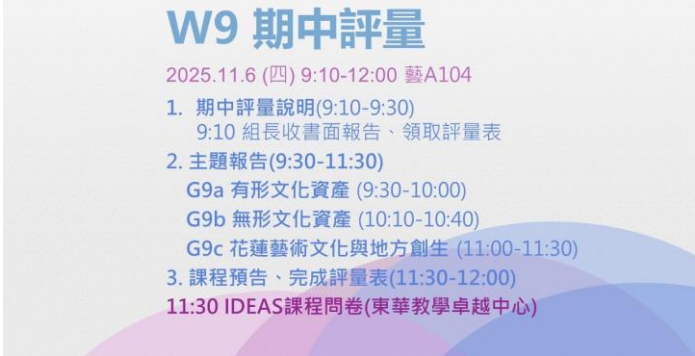 W9 期中評量
2025.11.6 (四) 9:10-12:00 藝A104
1. 期中評量說明(9:10-9:30)
9:10 組長收書面報告、領取評量表
2. 主題報告(9:30-11:30)
G9a 有形文化資產 (9:30-10:00)
G9b 無形文化資產 (10:10-10:40)
G9c 花蓮藝術文化與地方創生 (11:00-11:30)
3. 課程預告、完成評量表(11:30-12:00)
11:30 IDEAS課程問卷(東華教學卓越中心)